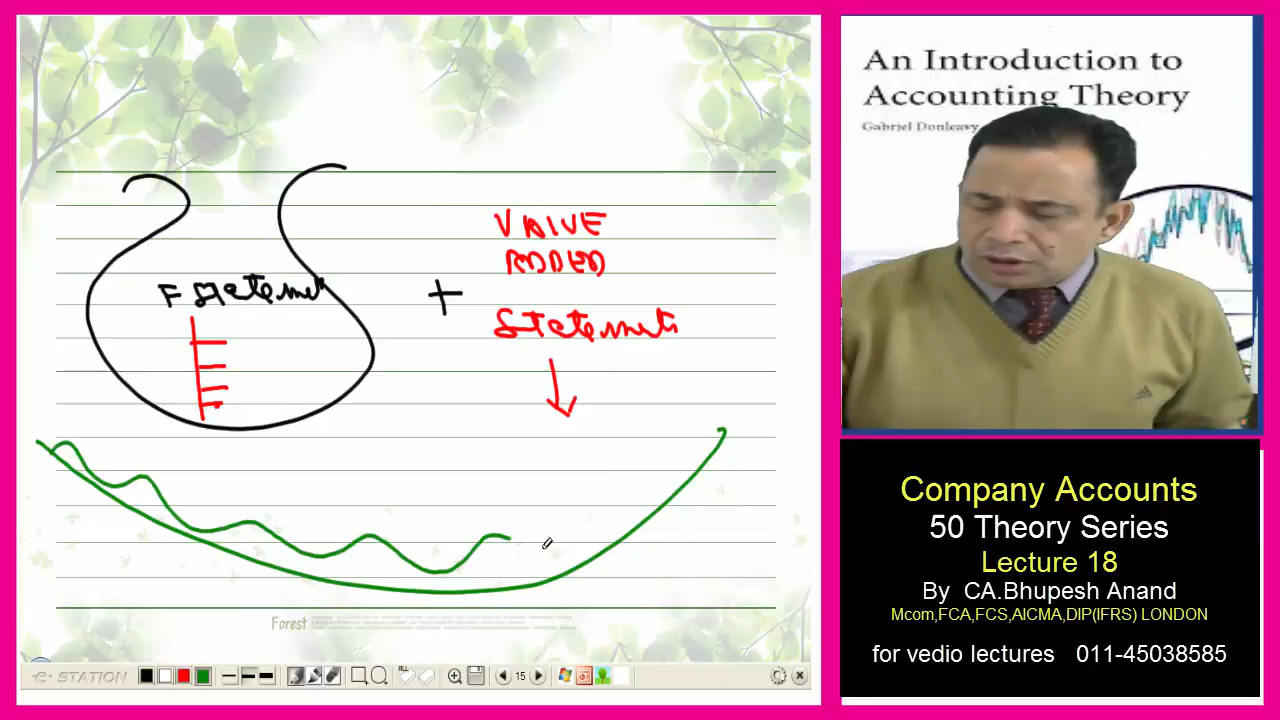 An Introduction to
Accounting Theory
Gabriel Donleavy
VALUE
ADDED
F Statement
+
Statements
Forest
e-STATION
15
Company Accounts
50 Theory Series
Lecture 18
By CA.Bhupesh Anand
Mcom,FCA,FCS,AICMA,DIP(IFRS) LONDON
for vedio lectures 011-45038585